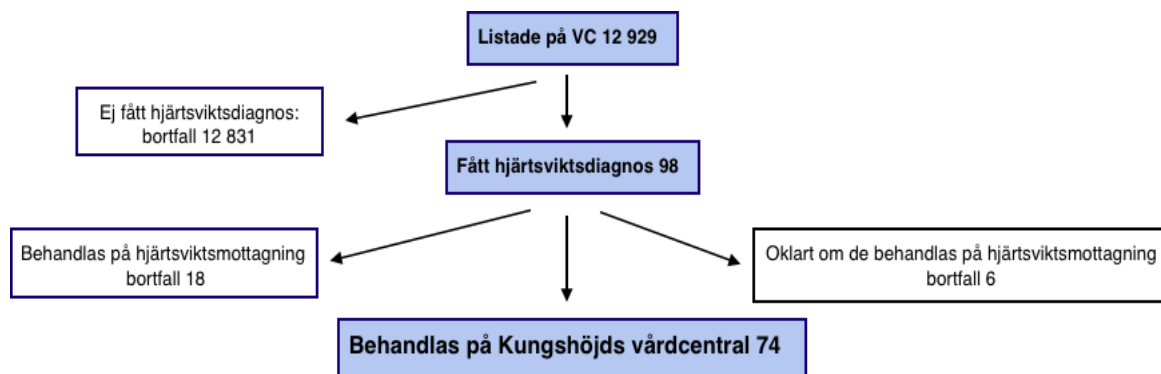 Listade på VC 12 929
Ej fått hjärtsviktsdiagnos:
bortfall 12 831
Fått hjärtsviktsdiagnos 98
Behandlas på hjärtsviktsmottagning
bortfall 18
Oklart om de behandlas på hjärtsviktsmottagning
bortfall 6
Behandlas på Kungshöjds vårdcentral 74